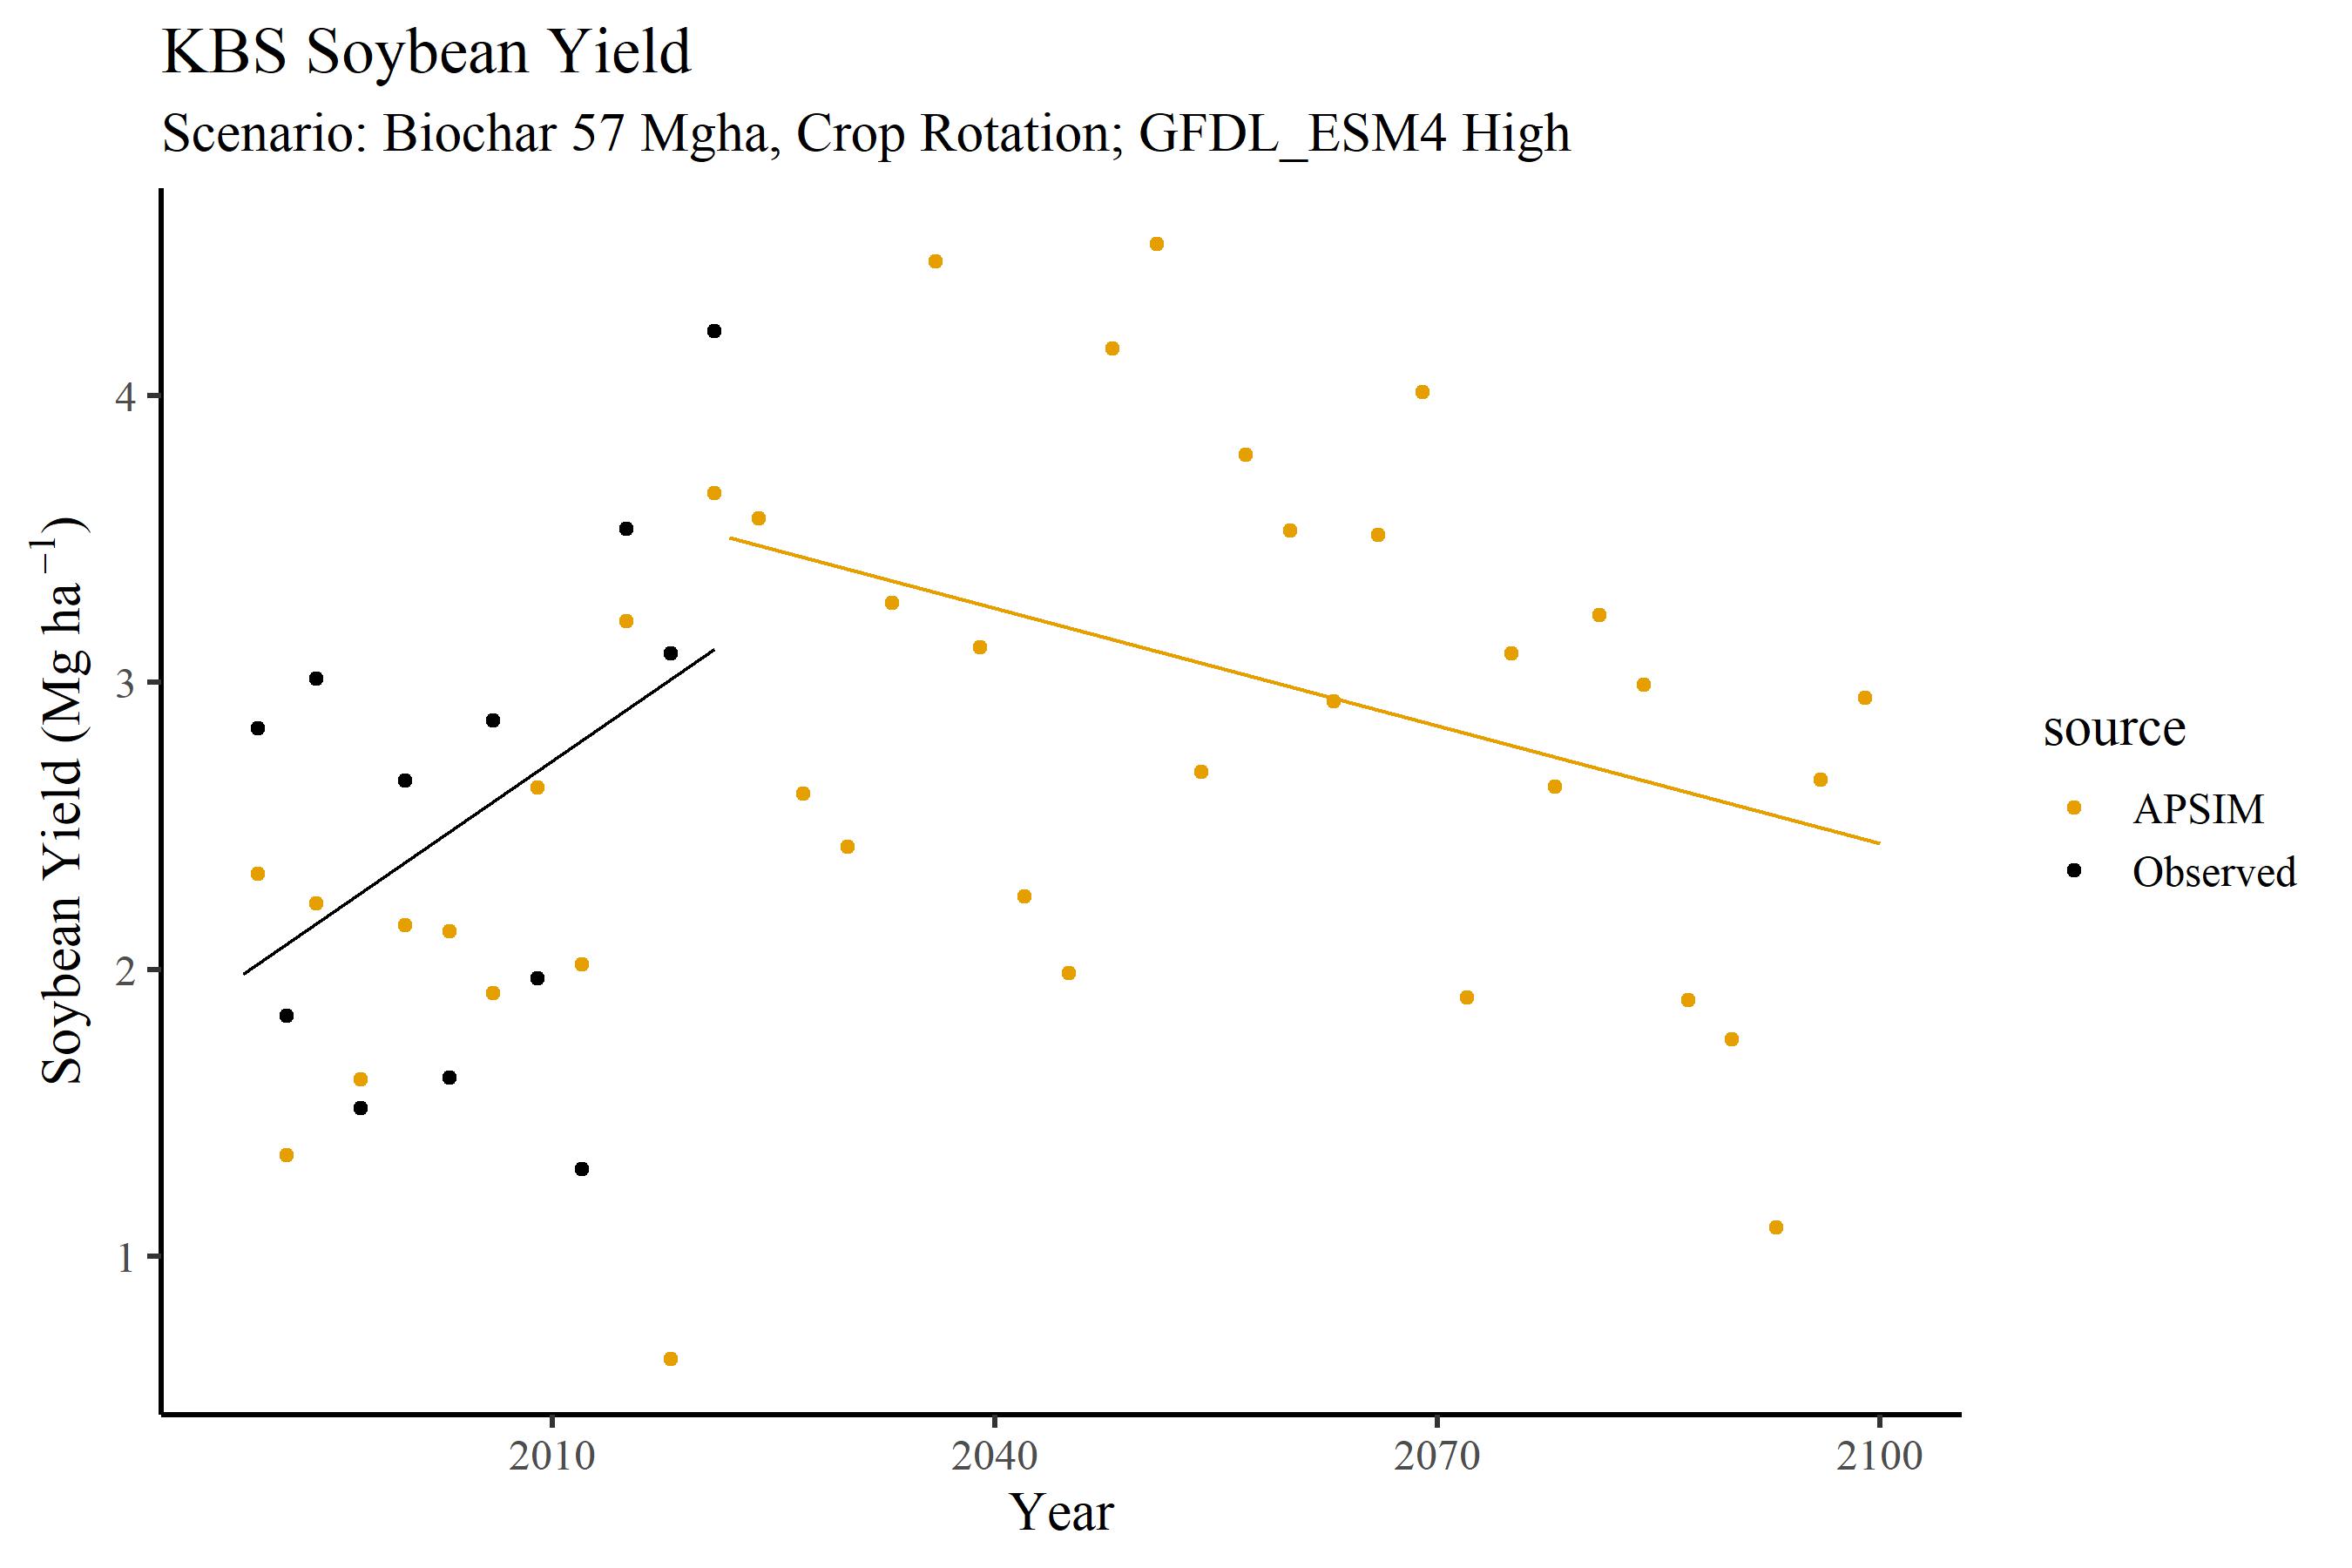 KBS Soybean Yield
Scenario: Biochar 57 Mgha, Crop Rotation; GFDL_ESM4 High
Soybean Yield (Mg ha⁻¹)
4
3
2
1
2010
2040
2070
2100
Year
source
APSIM
Observed